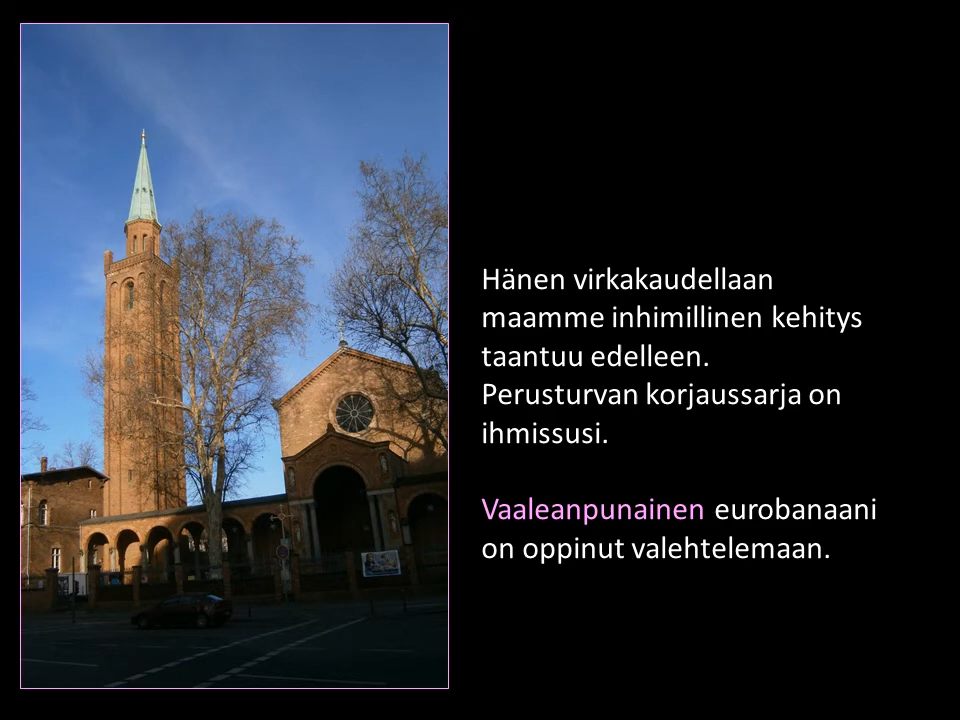 Hänen virkakaudellaan
maamme inhimillinen kehitys
taantuu edelleen.
Perusturvan korjaussarja on
ihmissusi.
Vaaleanpunainen eurobanaani
on oppinut valehtelemaan.